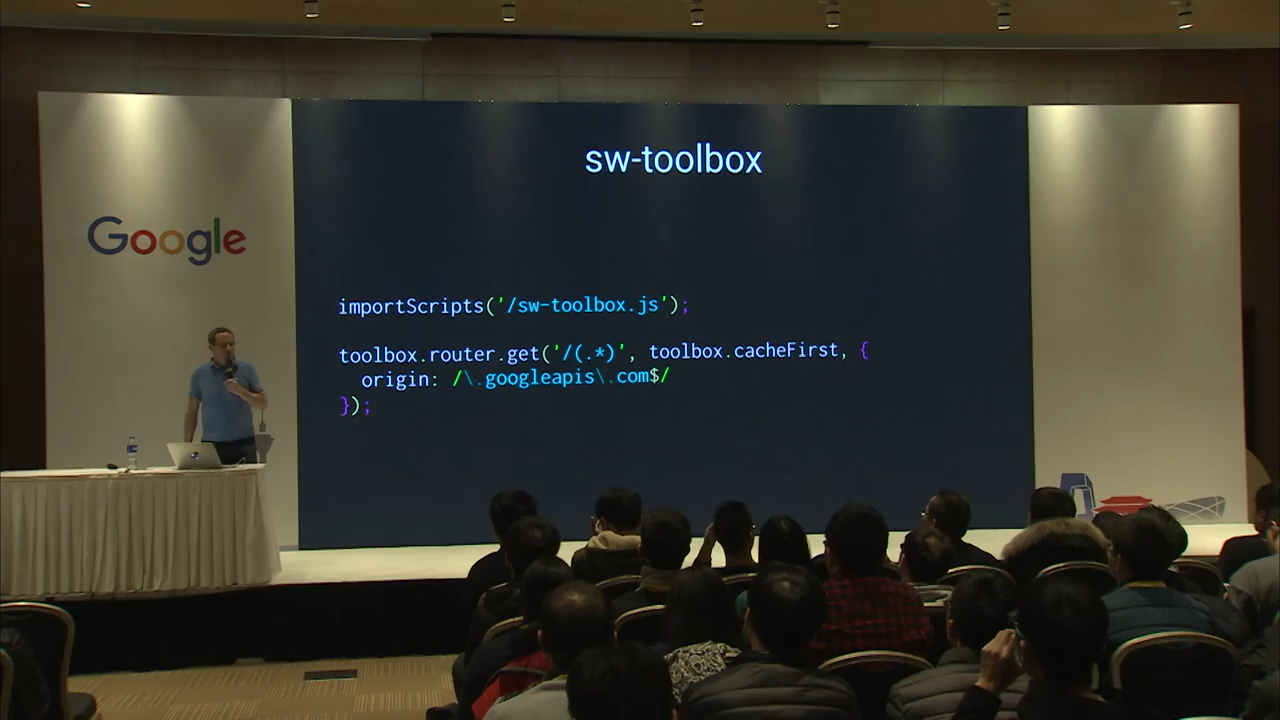 sw-toolbox
Google
importScripts('/sw-toolbox.js');
toolbox.router.get('/(.*)', toolbox.cacheFirst, {
origin: /\.googleapis\.com$/
});